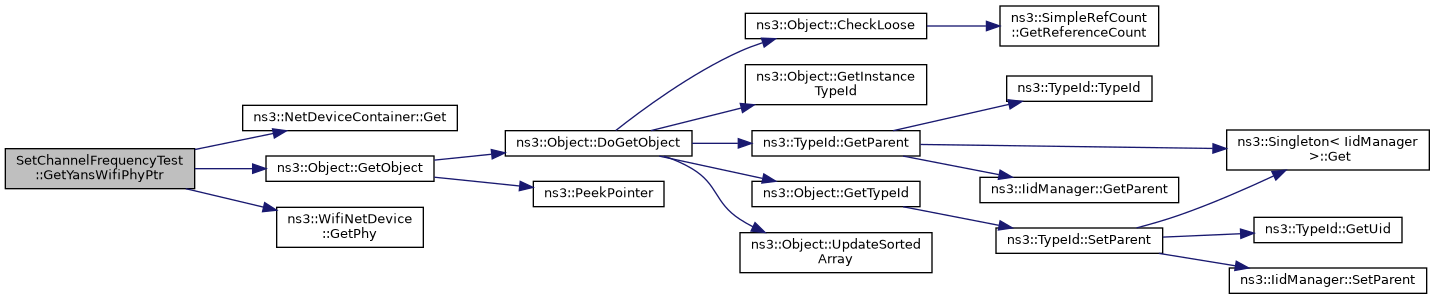 SetChannelFrequencyTest
::GetYansWifiPhyPtr
ns3::NetDeviceContainer::Get
ns3::Object::GetObject
ns3::WifiNetDevice
::GetPhy
ns3::Object::DoGetObject
ns3::PeekPointer
ns3::Object::CheckLoose
ns3::Object::GetInstance
TypeId
ns3::TypeId::GetParent
ns3::Object::GetTypeId
ns3::Object::UpdateSorted
Array
ns3::SimpleRefCount
::GetReferenceCount
ns3::TypeId::TypeId
ns3::IidManager::GetParent
ns3::TypeId::SetParent
ns3::Singleton< IidManager
>::Get
ns3::TypeId::GetUid
ns3::IidManager::SetParent